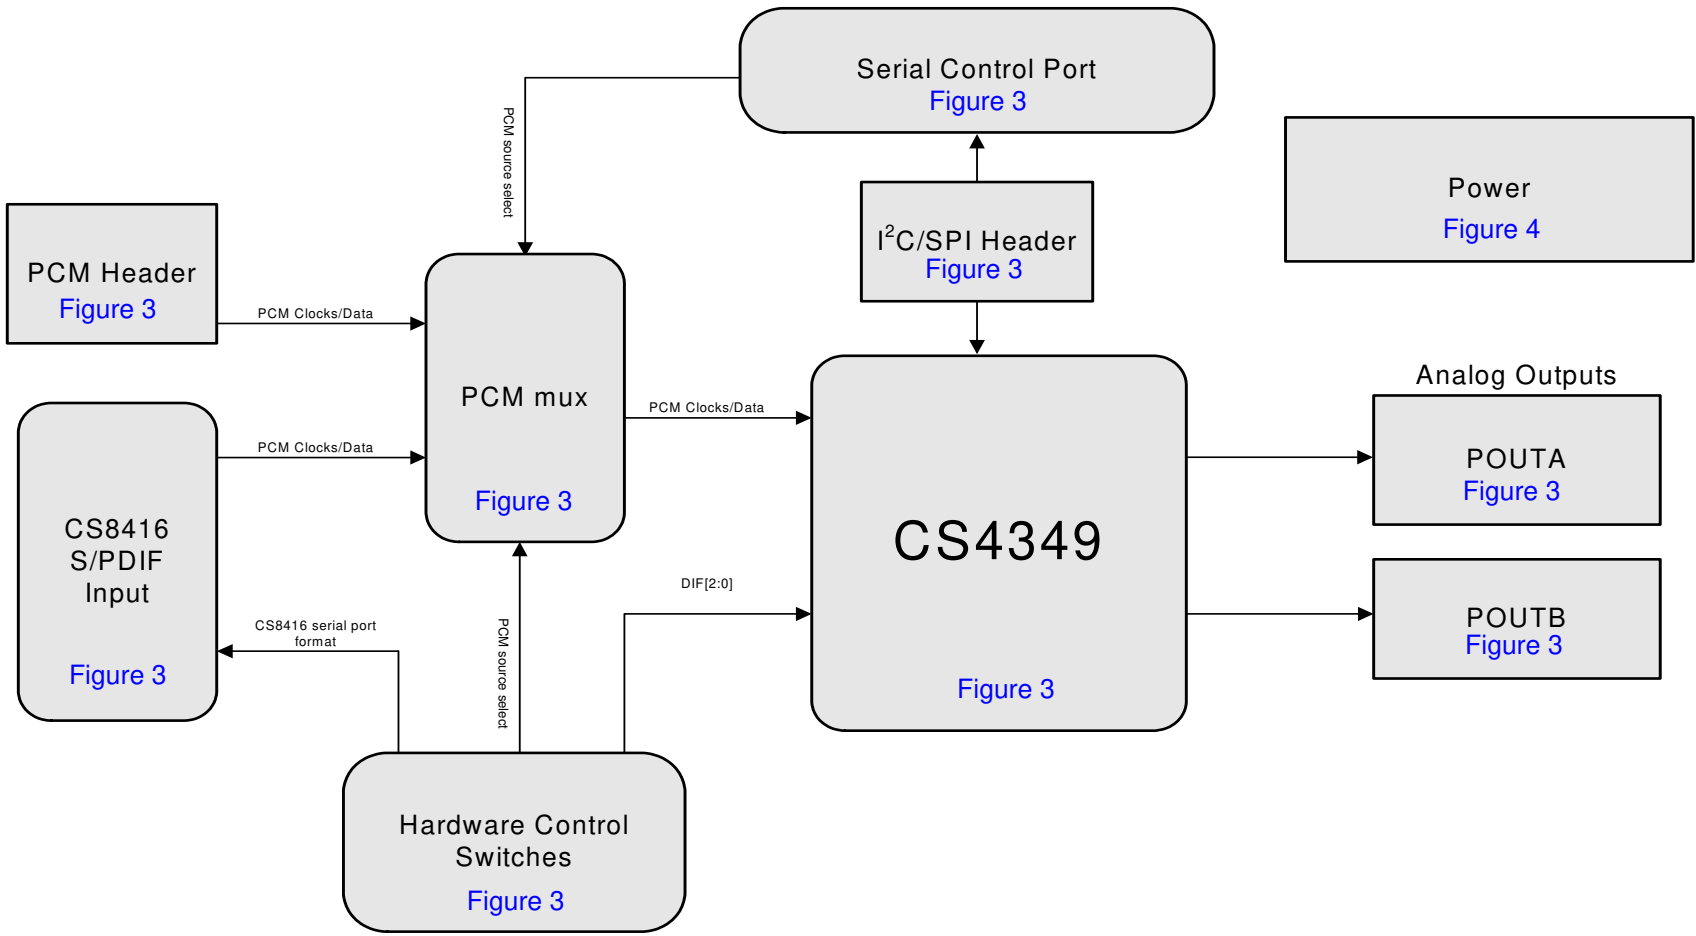 Serial Control Port
Figure 3
PCM source select
Power
Figure 4
I²C/SPI Header
Figure 3
PCM Header
Figure 3
PCM Clocks/Data
PCM mux
Figure 3
PCM Clocks/Data
PCM Clocks/Data
Analog Outputs
POUTA
Figure 3
CS8416
S/PDIF
Input
Figure 3
CS4349
Figure 3
DIF[2:0]
POUTB
Figure 3
CS8416 serial port
format
PCM source select
Hardware Control
Switches
Figure 3